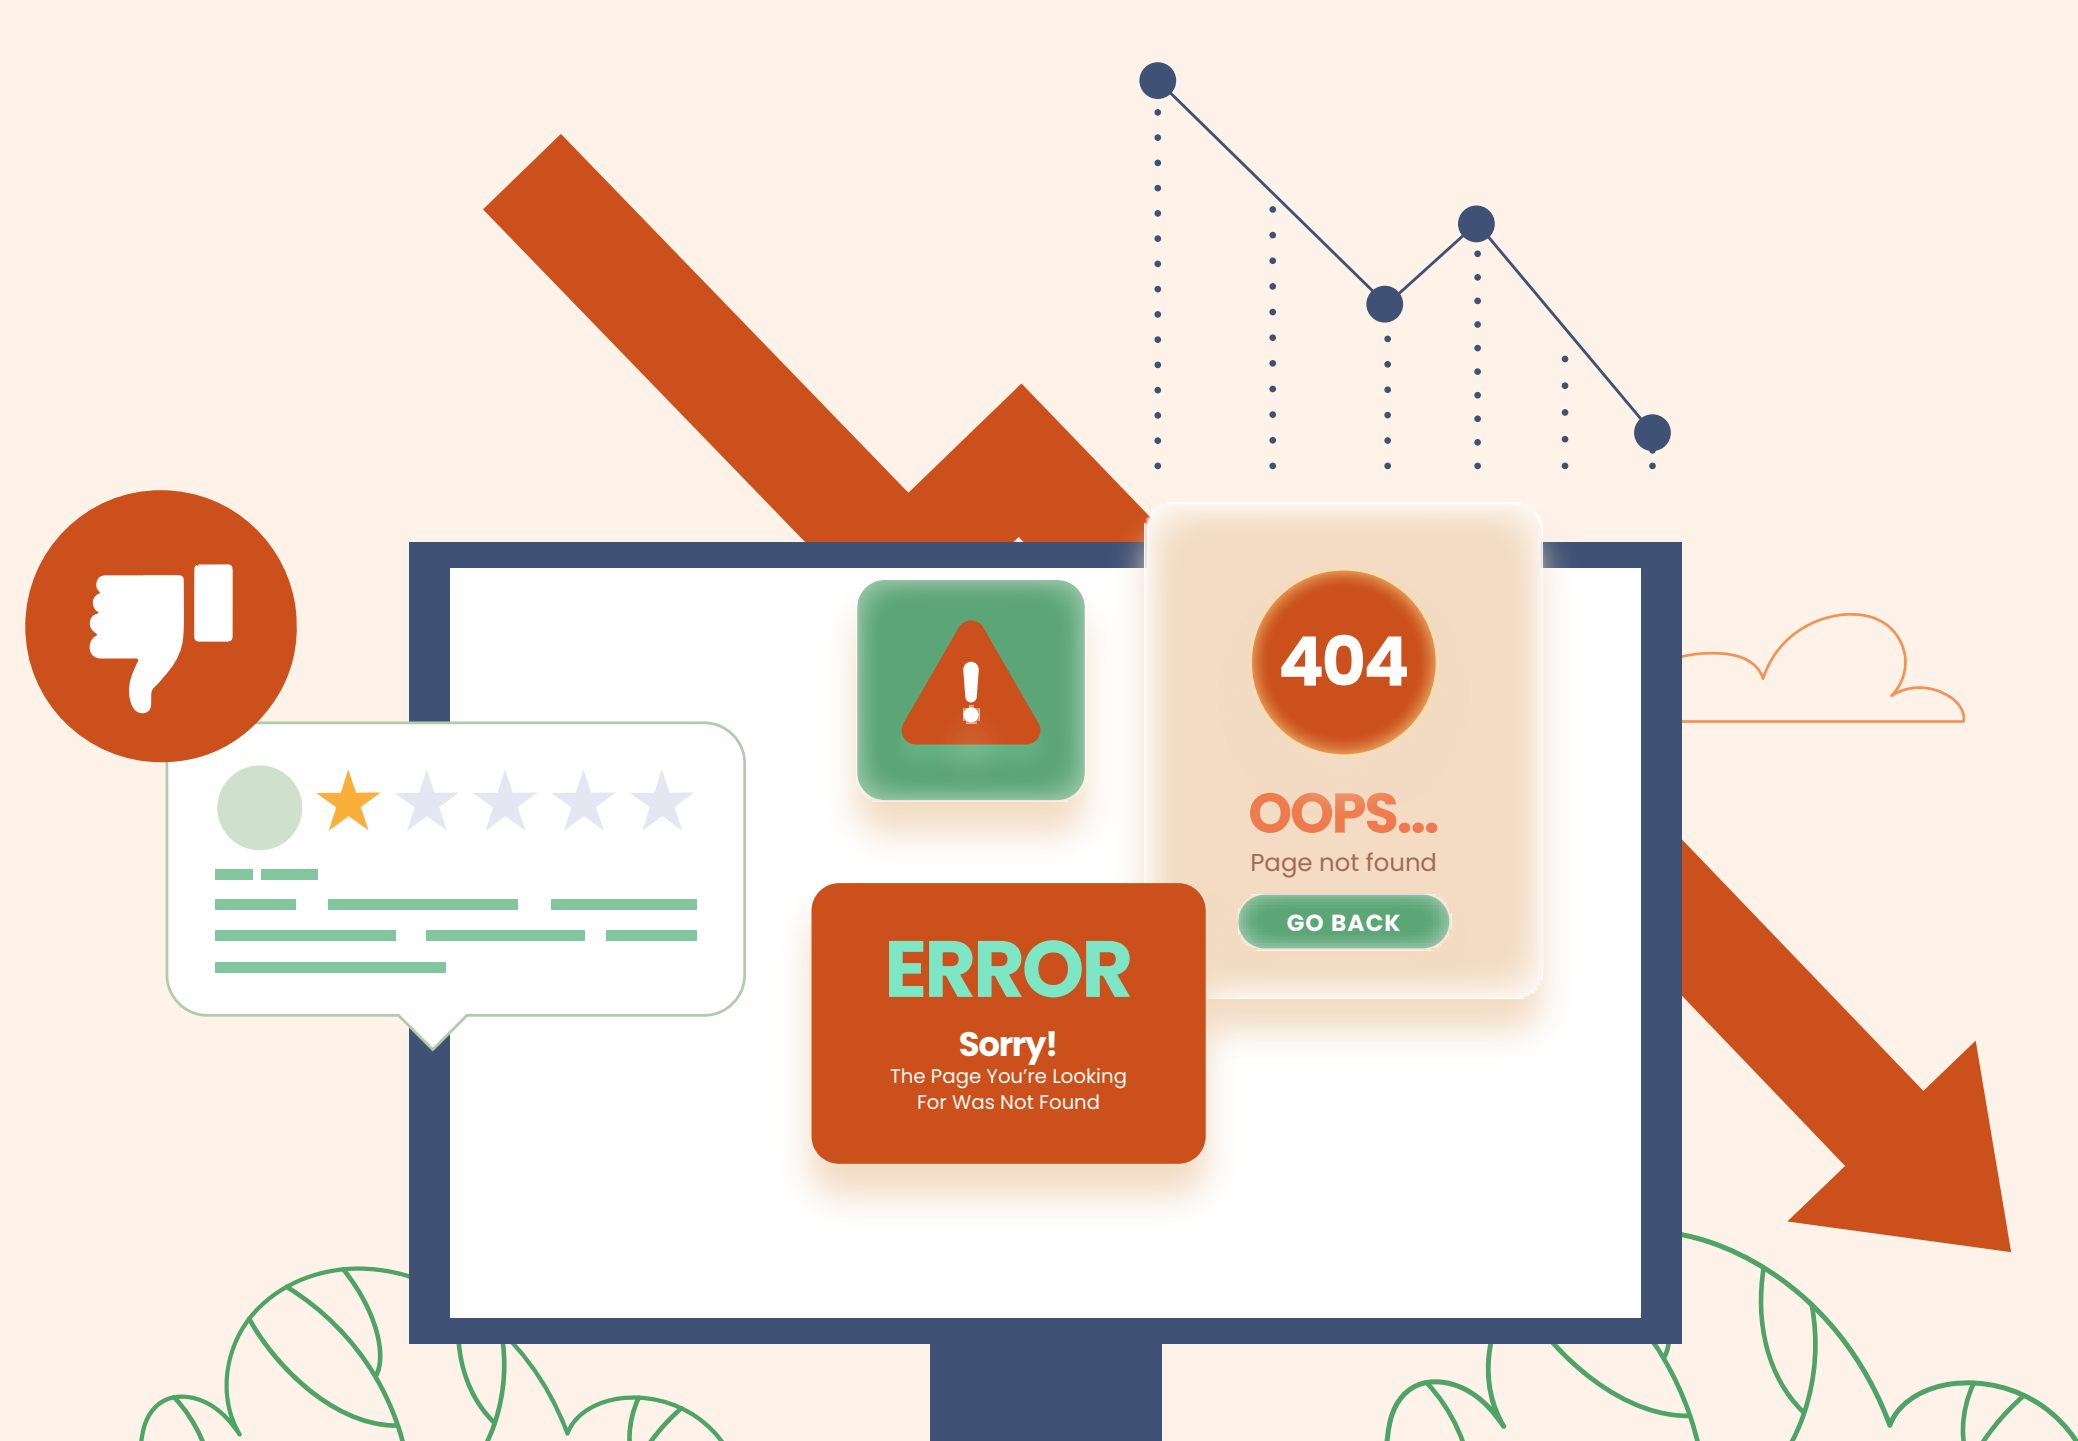 404
OOPS...
Page not found
GO BACK
ERROR
Sorry!
The Page You’re Looking
For Was Not Found